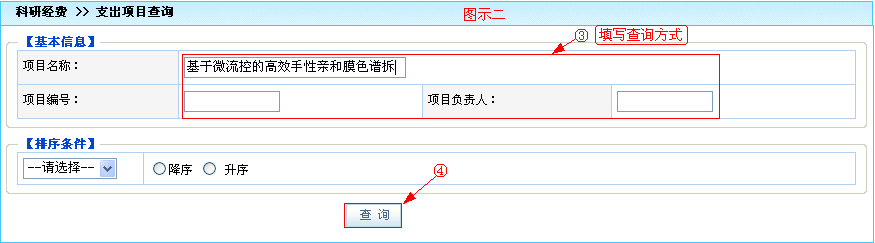 科研经费 >> 支出项目查询
图示二
③ 填写查询方式
【基本信息】
项目名称： 基于微流控的高效手性亲和膜色谱拆
项目编号： 项目负责人：
【排序条件】
--请选择-- 降序 升序
④
查 询